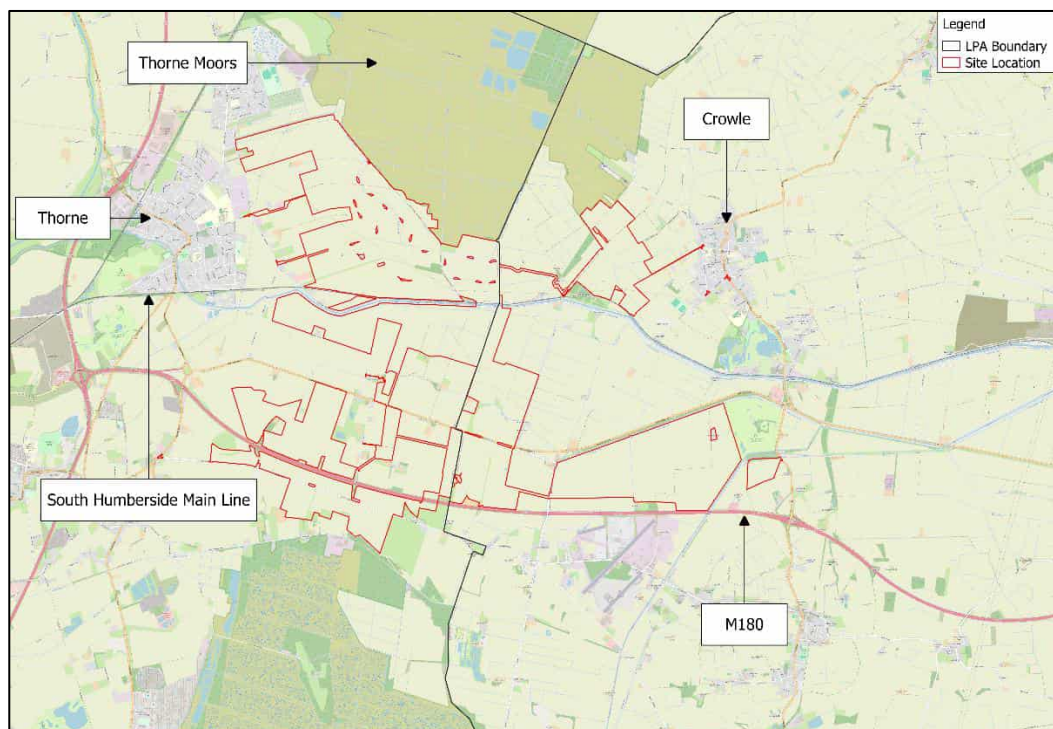 Legend
LPA Boundary
Site Location
Thorne Moors
Crowle
Thorne
South Humberside Main Line
M180